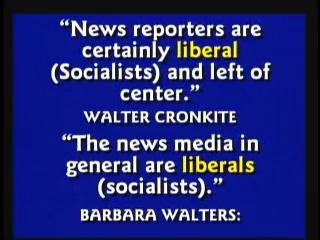 “News reporters are
certainly liberal
(Socialists) and left of
center.”
WALTER CRONKITE
“The news media in
general are liberals
(socialists).”
BARBARA WALTERS: